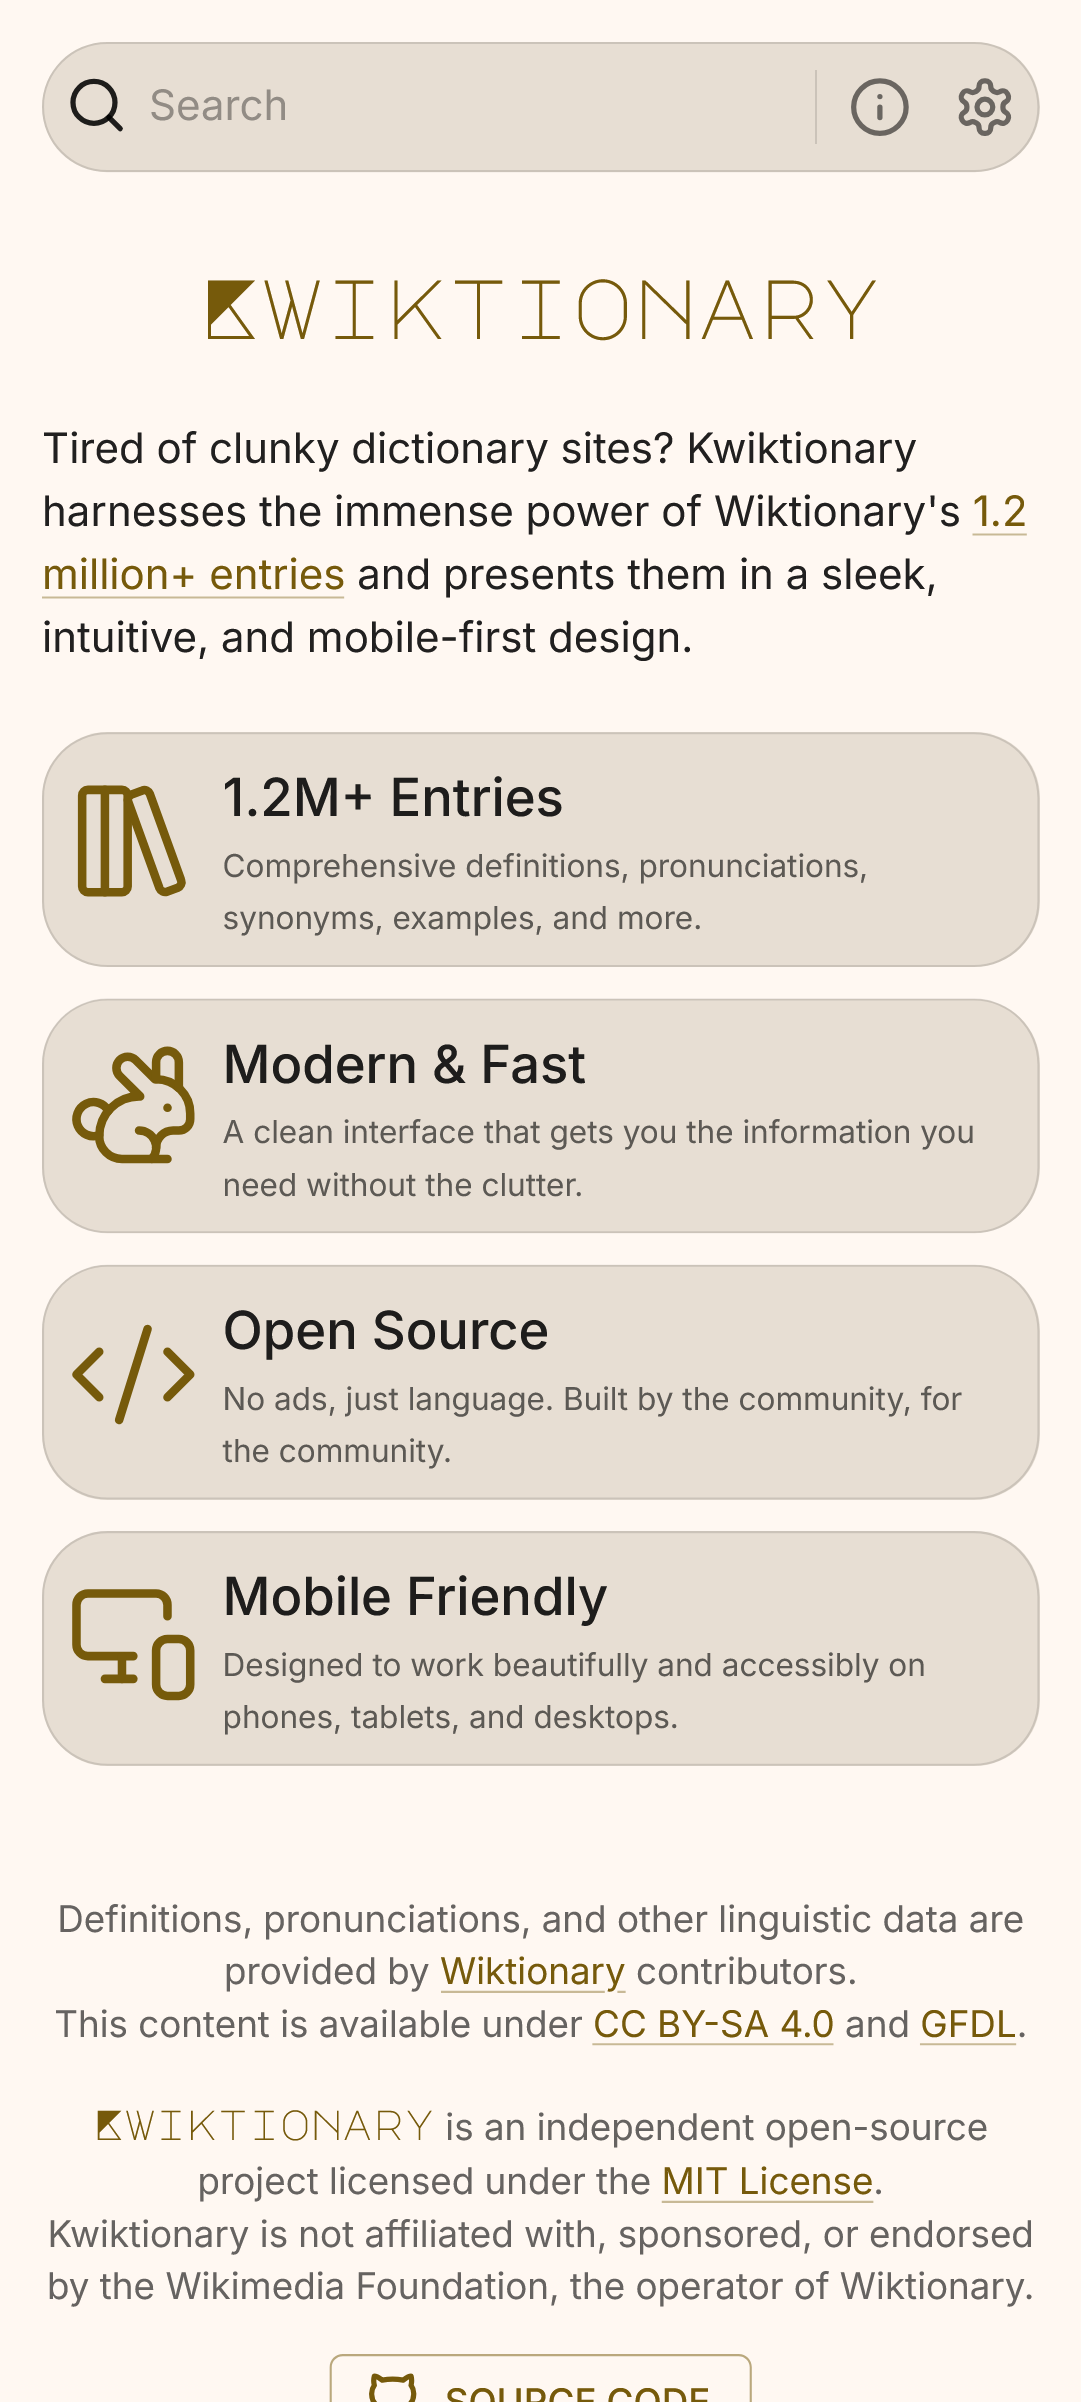 Search
KWIKTIONARY
Tired of clunky dictionary sites? Kwiktionary
harnesses the immense power of Wiktionary's 1.2
million+ entries and presents them in a sleek,
intuitive, and mobile-first design.
1.2M+ Entries
Comprehensive definitions, pronunciations,
synonyms, examples, and more.
Modern & Fast
A clean interface that gets you the information you
need without the clutter.
Open Source
No ads, just language. Built by the community, for
the community.
Mobile Friendly
Designed to work beautifully and accessibly on
phones, tablets, and desktops.
Definitions, pronunciations, and other linguistic data are
provided by Wiktionary contributors.
This content is available under CC BY-SA 4.0 and GFDL.
KWIKTIONARY is an independent open-source
project licensed under the MIT License.
Kwiktionary is not affiliated with, sponsored, or endorsed
by the Wikimedia Foundation, the operator of Wiktionary.
SOURCE CODE